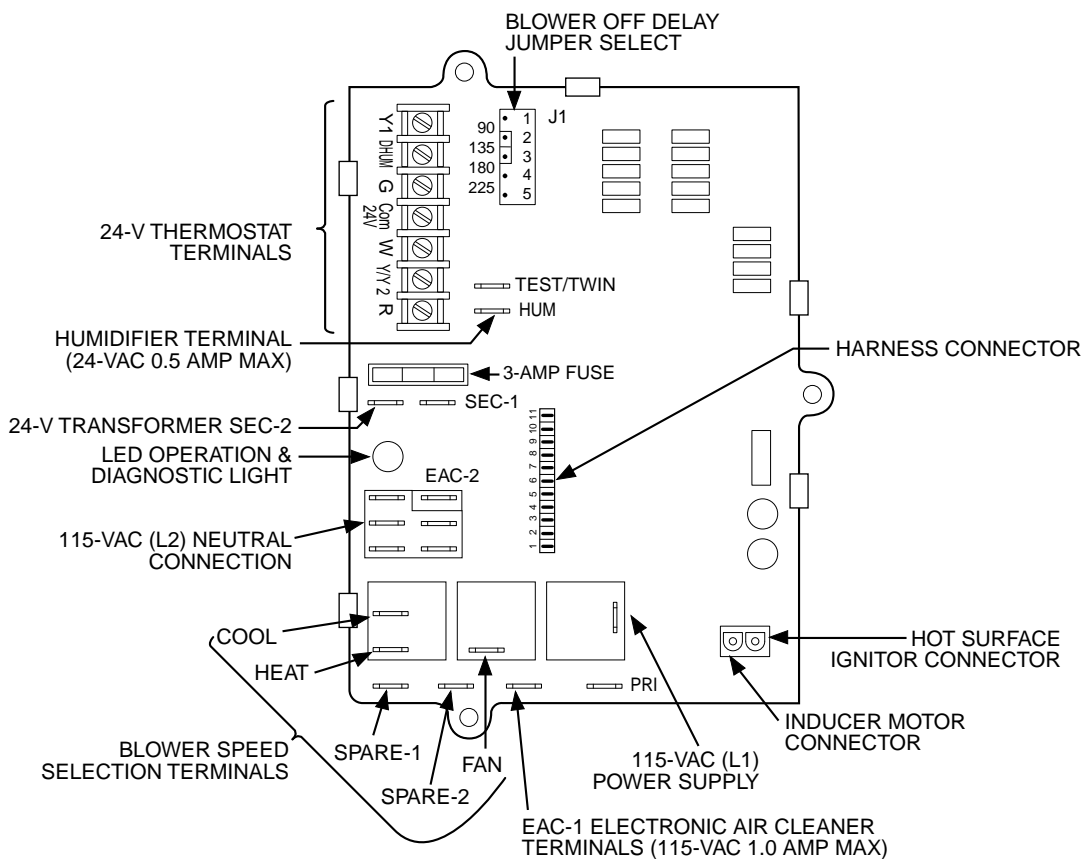 BLOWER OFF DELAY
JUMPER SELECT
J1
1
90
2
135
3
180
4
225
5
Y1
DHUM
G
Com
24V
W
Y/Y 2
R
24-V THERMOSTAT
TERMINALS
TEST/TWIN
HUM
HUMIDIFIER TERMINAL
(24-VAC 0.5 AMP MAX)
HARNESS CONNECTOR
3-AMP FUSE
SEC-1
24-V TRANSFORMER SEC-2
LED OPERATION &
DIAGNOSTIC LIGHT
EAC-2
11
10
9
8
7
6
5
4
3
2
1
115-VAC (L2) NEUTRAL
CONNECTION
COOL
HEAT
HOT SURFACE
IGNITOR CONNECTOR
PRI
INDUCER MOTOR
CONNECTOR
BLOWER SPEED
SELECTION TERMINALS
SPARE-1
FAN
SPARE-2
115-VAC (L1)
POWER SUPPLY
EAC-1 ELECTRONIC AIR CLEANER
TERMINALS (115-VAC 1.0 AMP MAX)